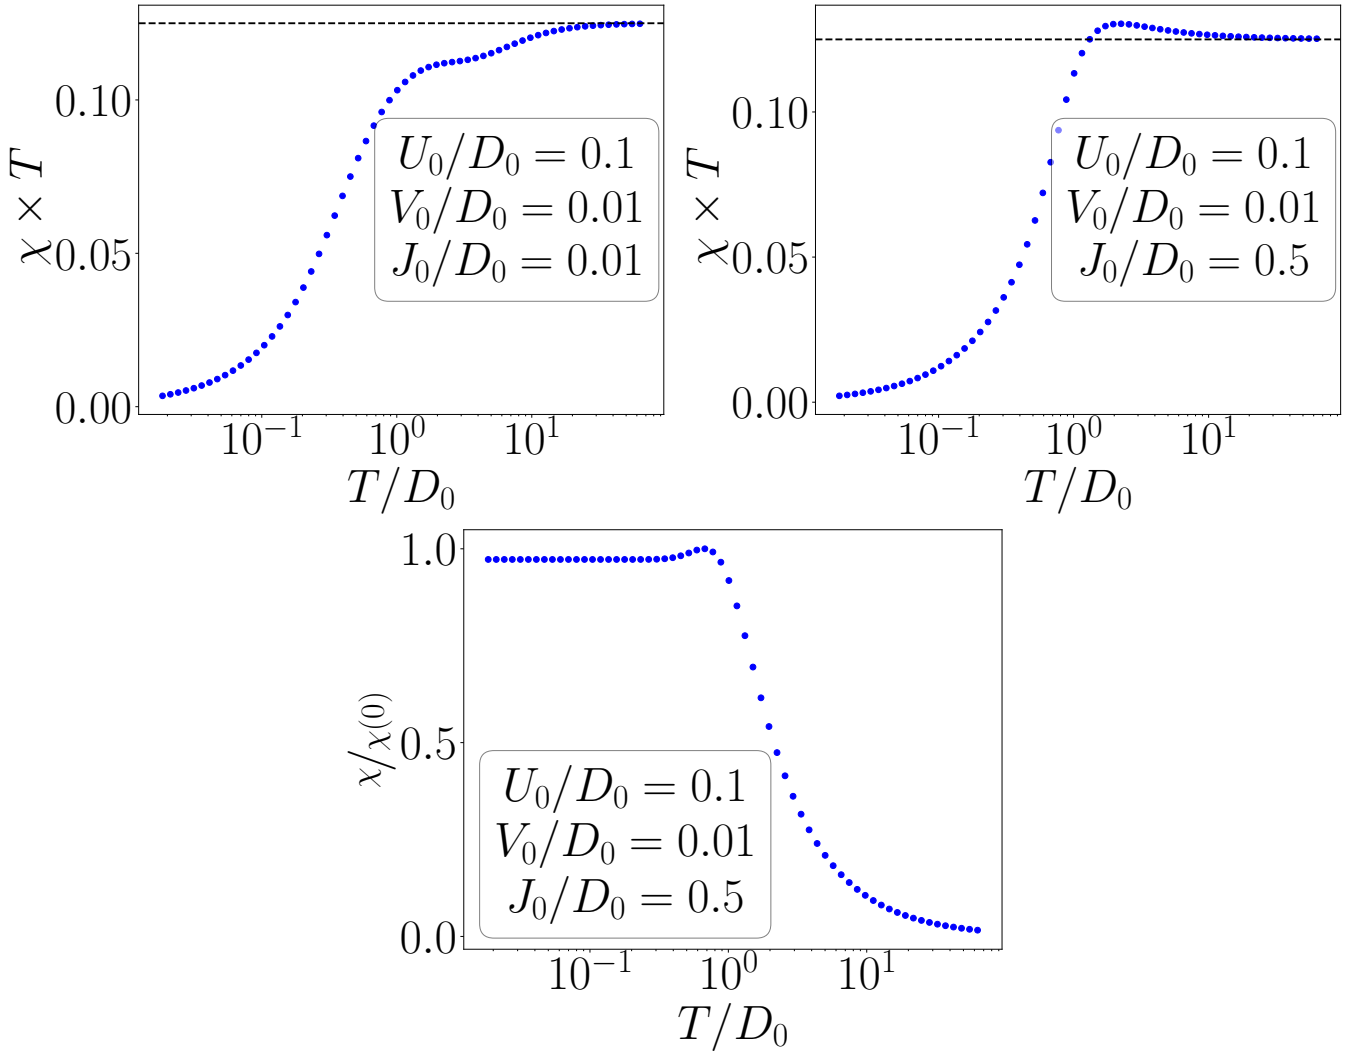 χ × T
0.10
0.05
0.00
U₀/D₀ = 0.1
V₀/D₀ = 0.01
J₀/D₀ = 0.01
10⁻¹ 10⁰ 10¹
T/D₀
χ × T
0.10
0.05
0.00
U₀/D₀ = 0.1
V₀/D₀ = 0.01
J₀/D₀ = 0.5
10⁻¹ 10⁰ 10¹
T/D₀
χ/χ(0)
1.0
0.5
0.0
U₀/D₀ = 0.1
V₀/D₀ = 0.01
J₀/D₀ = 0.5
10⁻¹ 10⁰ 10¹
T/D₀